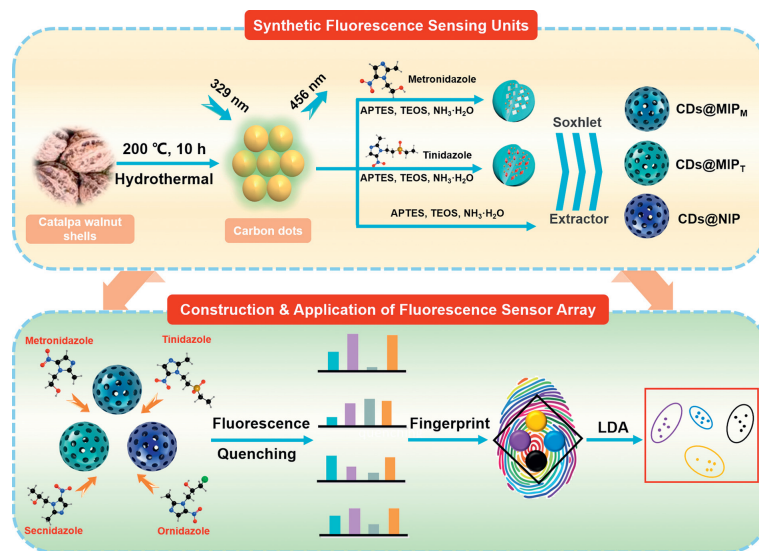 Synthetic Fluorescence Sensing Units
329 nm
456 nm
Metronidazole
APTES, TEOS, NH₃·H₂O
200 ℃, 10 h
Hydrothermal
Tinidazole
APTES, TEOS, NH₃·H₂O
APTES, TEOS, NH₃·H₂O
Soxhlet
Extractor
CDs@MIP_M
CDs@MIP_T
CDs@NIP
Catalpa walnut
shells
Carbon dots
Construction & Application of Fluorescence Sensor Array
Metronidazole
Tinidazole
Secnidazole
Ornidazole
Fluorescence
Quenching
Fingerprint
LDA